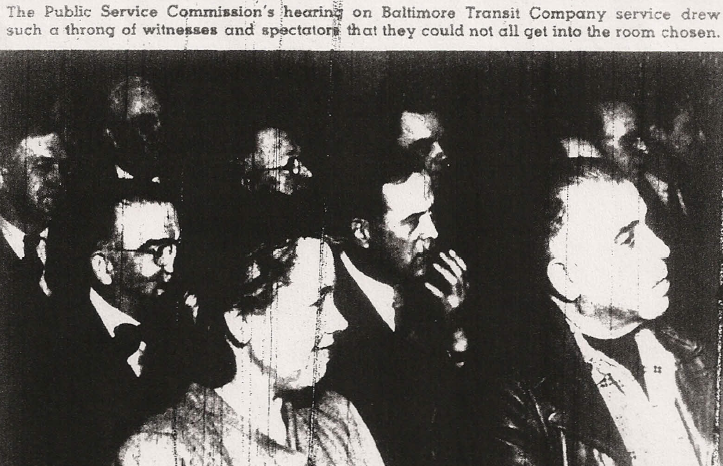 The Public Service Commission's hearing on Baltimore Transit Company service drew
such a throng of witnesses and spectators that they could not all get into the room chosen.